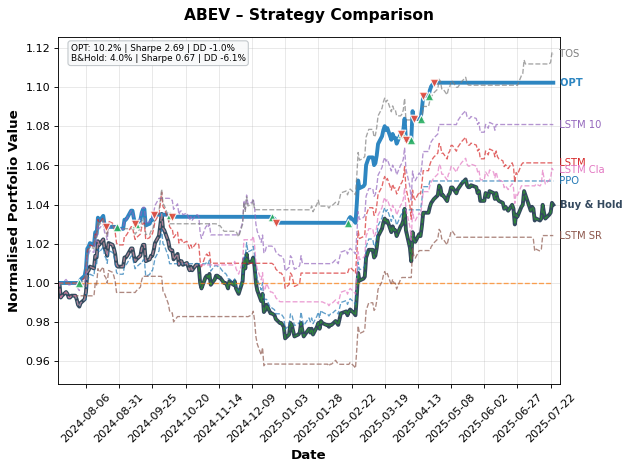 ABEV – Strategy Comparison
OPT: 10.2% | Sharpe 2.69 | DD -1.0%
B&Hold: 4.0% | Sharpe 0.67 | DD -6.1%
Normalised Portfolio Value
1.12
1.10
1.08
1.06
1.04
1.02
1.00
0.98
0.96
TOS
OPT
LSTM 10
LSTM
LSTM Cla
PPO
Buy & Hold
LSTM SR
2024-08-06
2024-08-31
2024-09-25
2024-10-20
2024-11-14
2024-12-09
2025-01-03
2025-01-28
2025-02-22
2025-03-19
2025-04-13
2025-05-08
2025-06-02
2025-06-27
2025-07-22
Date